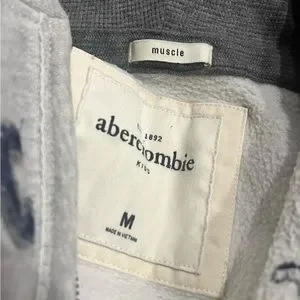 muscle
1892
abercrombie
KIDS
M
MADE IN VIETNAM